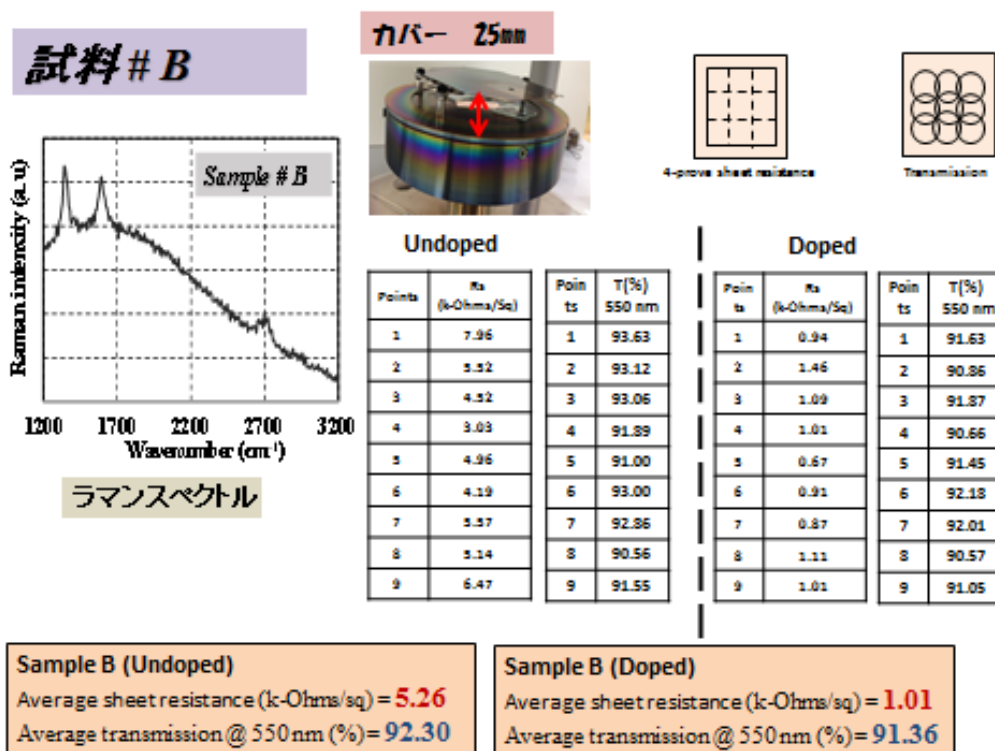 試料 # B
カバー 25mm
Sample # B
Raman intensity (a. u)
1200 1700 2200 2700 3200
Wavenumber (cm⁻¹)
ラマンスペクトル
4-prove sheet resistance
Transmission
Undoped
Points Rs (k-Ohms/Sq)
1 7.96
2 5.52
3 4.52
4 3.03
5 4.96
6 4.19
7 5.57
8 5.14
9 6.47
Poin
ts T(%)
550 nm
1 93.63
2 93.12
3 93.06
4 91.89
5 91.00
6 93.00
7 92.86
8 90.56
9 91.55
Doped
Poin
ts Rs
(k-Ohms/Sq)
1 0.94
2 1.46
3 1.09
4 1.01
5 0.67
6 0.91
7 0.87
8 1.11
9 1.01
Poin
ts T(%)
550 nm
1 91.63
2 90.86
3 91.87
4 90.66
5 91.45
6 92.18
7 92.01
8 90.57
9 91.05
Sample B (Undoped)
Average sheet resistance (k-Ohms/sq) = 5.26
Average transmission @ 550 nm (%)= 92.30
Sample B (Doped)
Average sheet resistance (k-Ohms/sq) = 1.01
Average transmission @ 550 nm (%)= 91.36